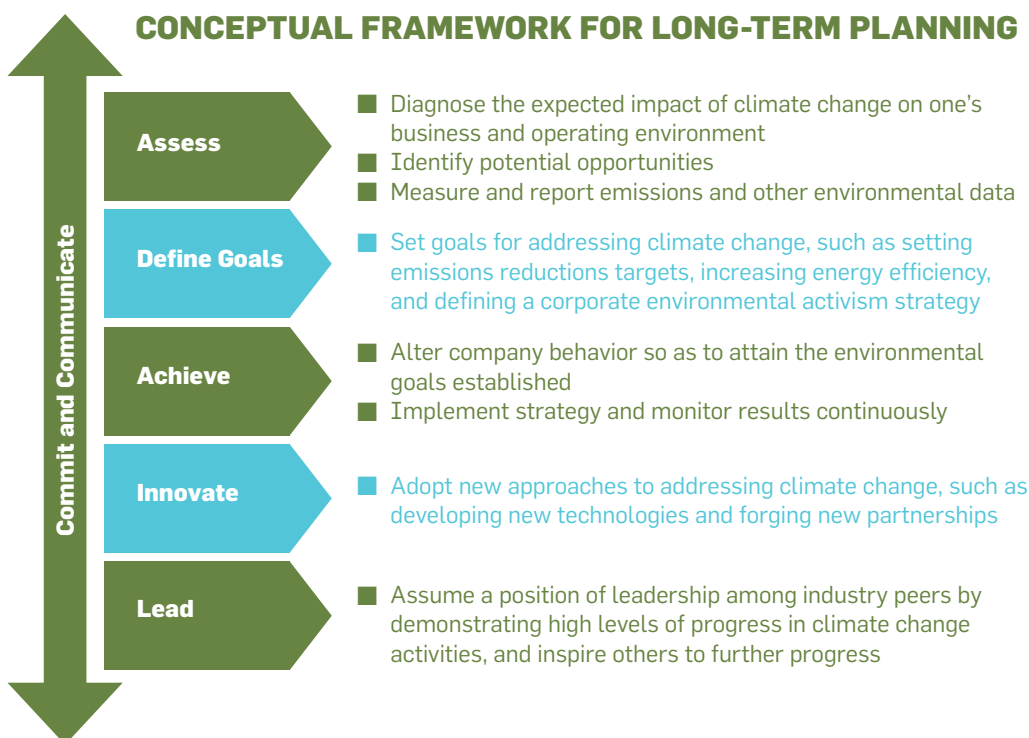 CONCEPTUAL FRAMEWORK FOR LONG-TERM PLANNING
Commit and Communicate
Assess
■ Diagnose the expected impact of climate change on one’s
business and operating environment
■ Identify potential opportunities
■ Measure and report emissions and other environmental data
Define Goals
■ Set goals for addressing climate change, such as setting
emissions reductions targets, increasing energy efficiency,
and defining a corporate environmental activism strategy
Achieve
■ Alter company behavior so as to attain the environmental
goals established
■ Implement strategy and monitor results continuously
Innovate
■ Adopt new approaches to addressing climate change, such as
developing new technologies and forging new partnerships
Lead
■ Assume a position of leadership among industry peers by
demonstrating high levels of progress in climate change
activities, and inspire others to further progress